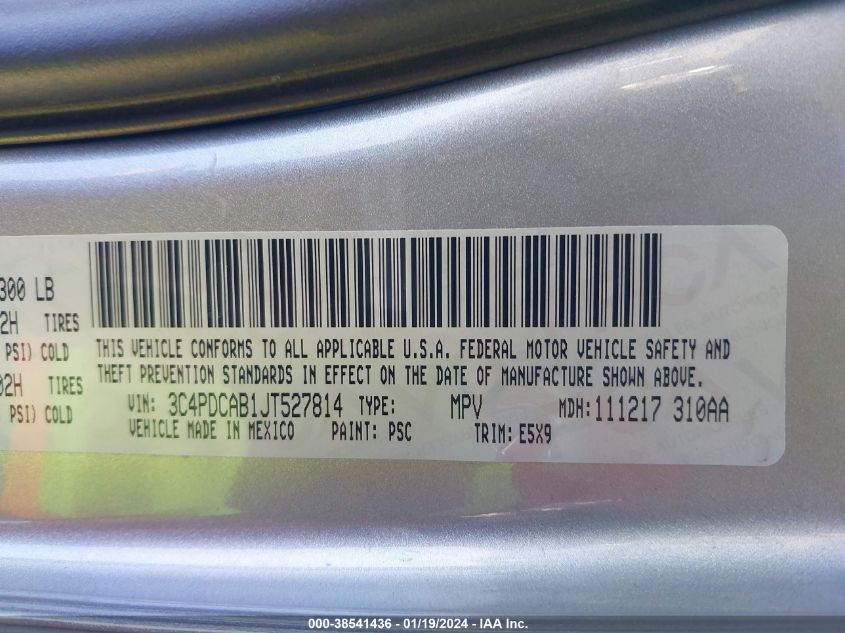 300 LB
2H TIRES
PSI) COLD
02H TIRES
PSI) COLD
THIS VEHICLE CONFORMS TO ALL APPLICABLE U.S.A. FEDERAL MOTOR VEHICLE SAFETY AND
THEFT PREVENTION STANDARDS IN EFFECT ON THE DATE OF MANUFACTURE SHOWN ABOVE.
VIN: 3C4PDCAB1JT527814 TYPE: MPV MDH:111217 310AA
VEHICLE MADE IN MEXICO PAINT: PSC TRIM: E5X9
000-38541436 - 01/19/2024 - IAA Inc.